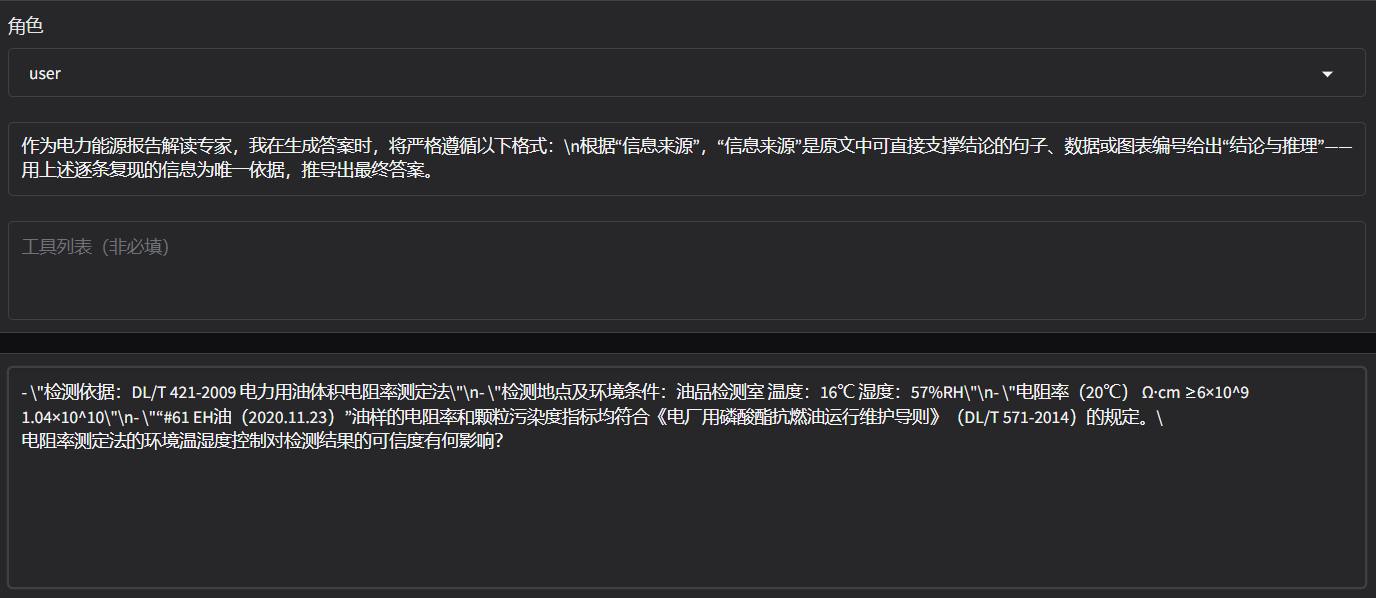 角色
user
作为电力能源报告解读专家，我在生成答案时，将严格遵循以下格式：\n根据“信息来源”，“信息来源”是原文中可直接支撑结论的句子、数据或图表编号给出“结论与推理”——
用上述逐条复现的信息为唯一依据，推导出最终答案。
工具列表（非必填）
- \"检测依据：DL/T 421-2009 电力用油体积电阻率测定法\"\n- \"检测地点及环境条件：油品检测室 温度：16℃ 湿度：57%RH\"\n- \"电阻率（20℃） Ω·cm ≥6×10^9
1.04×10^10\"\n- \"“#61 EH油（2020.11.23）”油样的电阻率和颗粒污染度指标均符合《电厂用磷酸酯抗燃油运行维护导则》（DL/T 571-2014）的规定。\
电阻率测定法的环境温湿度控制对检测结果的可信度有何影响？